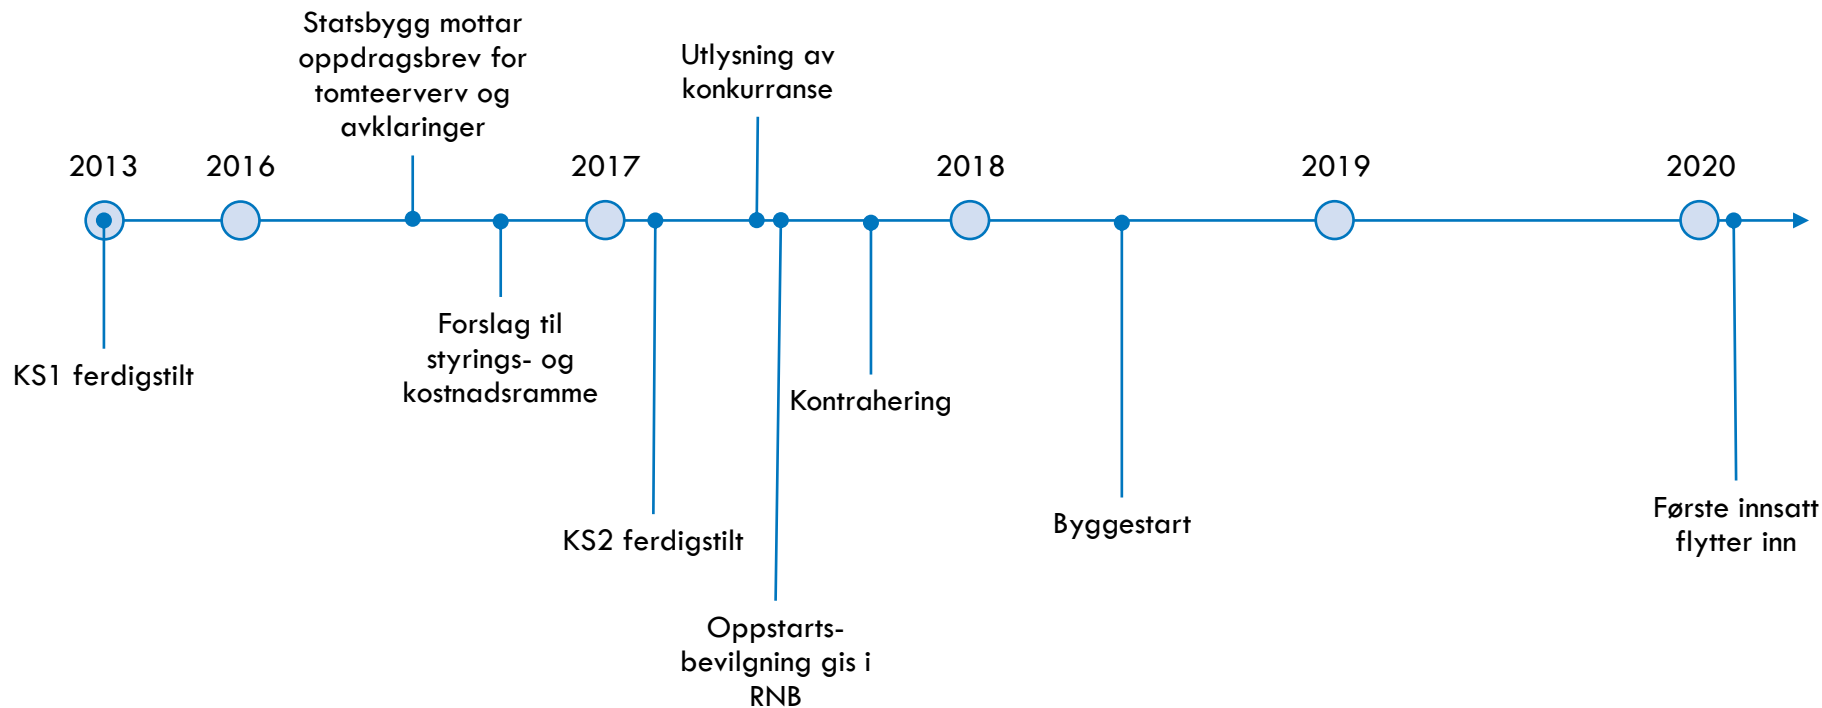 Statsbygg mottar
oppdragsbrev for
tomteerverv og
avklaringer
Utlysning av
konkurranse
2013
2016
2017
2018
2019
2020
KS1 ferdigstilt
Forslag til
styrings- og
kostnadsramme
KS2 ferdigstilt
Oppstarts-
bevilgning gis i
RNB
Kontrahering
Byggestart
Første innsatt
flytter inn